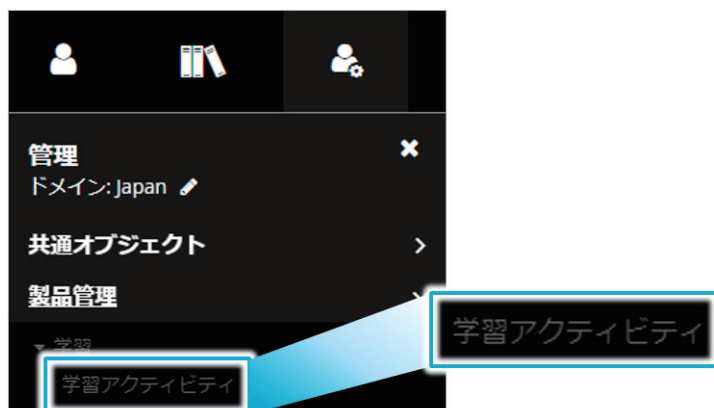 管理
ドメイン: Japan
共通オブジェクト
製品管理
学習
学習アクティビティ
学習アクティビティ